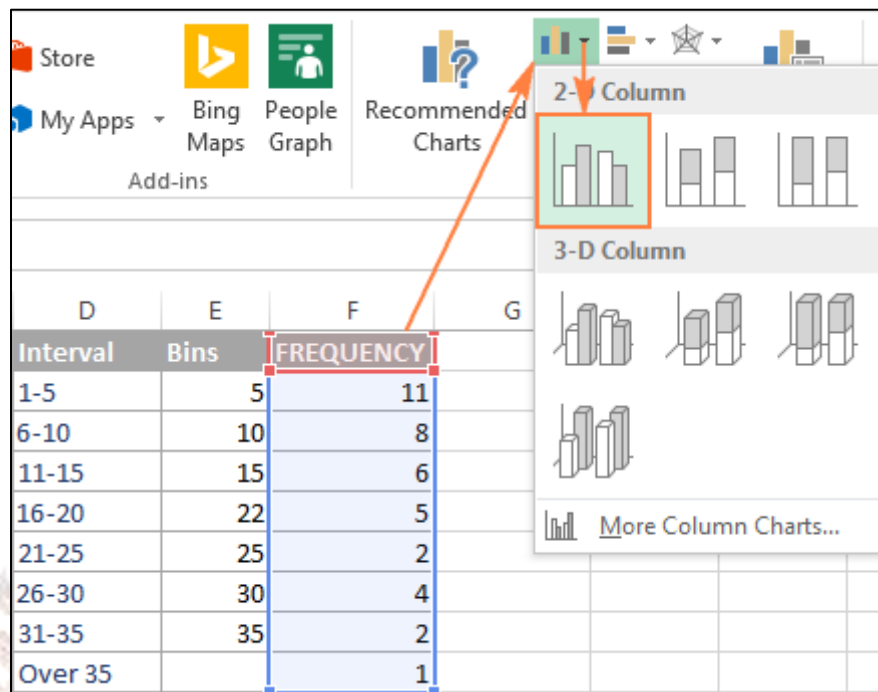 Store
My Apps
Bing Maps
People Graph
Add-ins
Recommended Charts
2-D Column
3-D Column
More Column Charts...
D E F G
Interval Bins FREQUENCY
1-5 5 11
6-10 10 8
11-15 15 6
16-20 22 5
21-25 25 2
26-30 30 4
31-35 35 2
Over 35 1